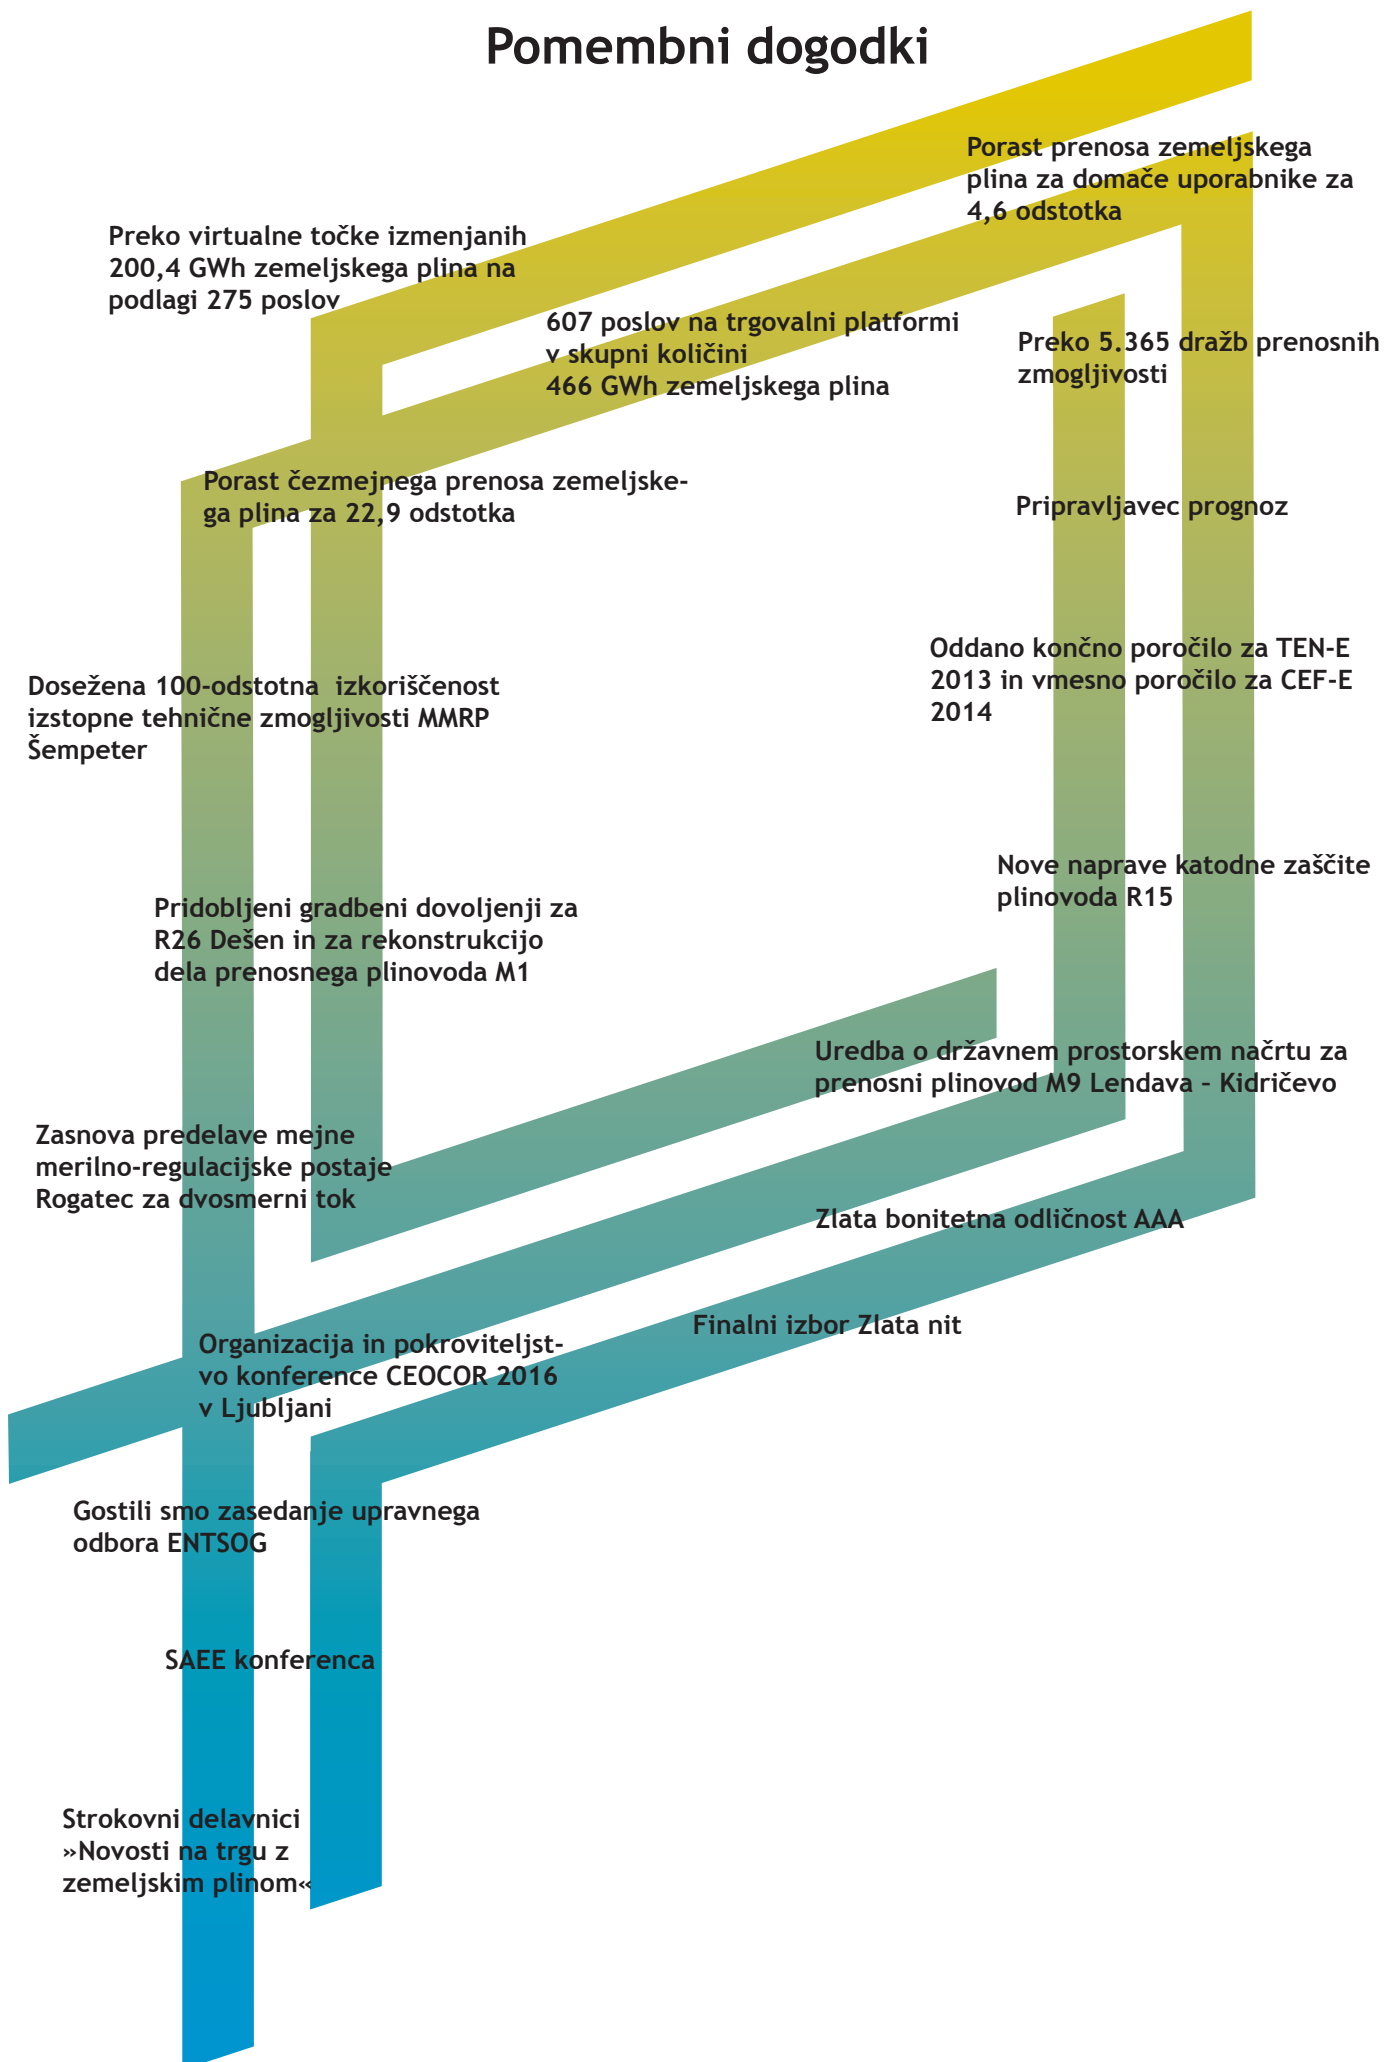 Pomembni dogodki
Porast prenosa zemeljskega
plina za domače uporabnike za
4,6 odstotka
Preko virtualne točke izmenjanih
200,4 GWh zemeljskega plina na
podlagi 275 poslov
607 poslov na trgovalni platformi
v skupni količini
466 GWh zemeljskega plina
Preko 5.365 dražb prenosnih
zmogljivosti
Porast čezmejnega prenosa zemeljske-
ga plina za 22,9 odstotka
Pripravljavec prognoz
Oddano končno poročilo za TEN-E
2013 in vmesno poročilo za CEF-E
2014
Dosežena 100-odstotna  izkoriščenost
izstopne tehnične zmogljivosti MMRP
Šempeter
Nove naprave katodne zaščite
plinovoda R15
Pridobljeni gradbeni dovoljenji za
R26 Dešen in za rekonstrukcijo
dela prenosnega plinovoda M1
Uredba o državnem prostorskem načrtu za
prenosni plinovod M9 Lendava – Kidričevo
Zasnova predelave mejne
merilno-regulacijske postaje
Rogatec za dvosmerni tok
Zlata bonitetna odličnost AAA
Finalni izbor Zlata nit
Organizacija in pokroviteljst-
vo konference CEOCOR 2016
v Ljubljani
Gostili smo zasedanje upravnega
odbora ENTSOG
SAEE konferenca
Strokovni delavnici
»Novosti na trgu z
zemeljskim plinom«